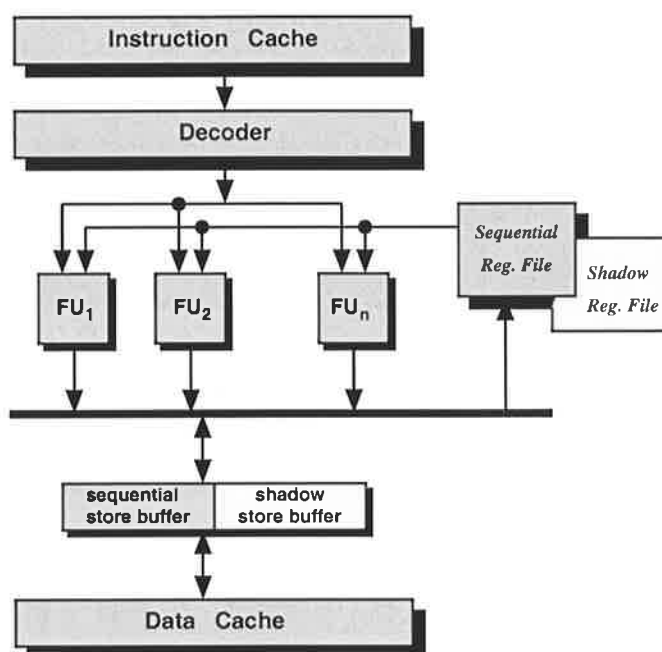 Instruction Cache
Decoder
Sequential
Reg. File
Shadow
Reg. File
FU1
FU2
FUn
sequential
store buffer
shadow
store buffer
Data Cache